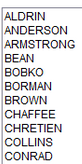 ALDRIN
ANDERSON
ARMSTRONG
BEAN
BOBKO
BORMAN
BROWN
CHAFFEE
CHRETIEN
COLLINS
CONRAD